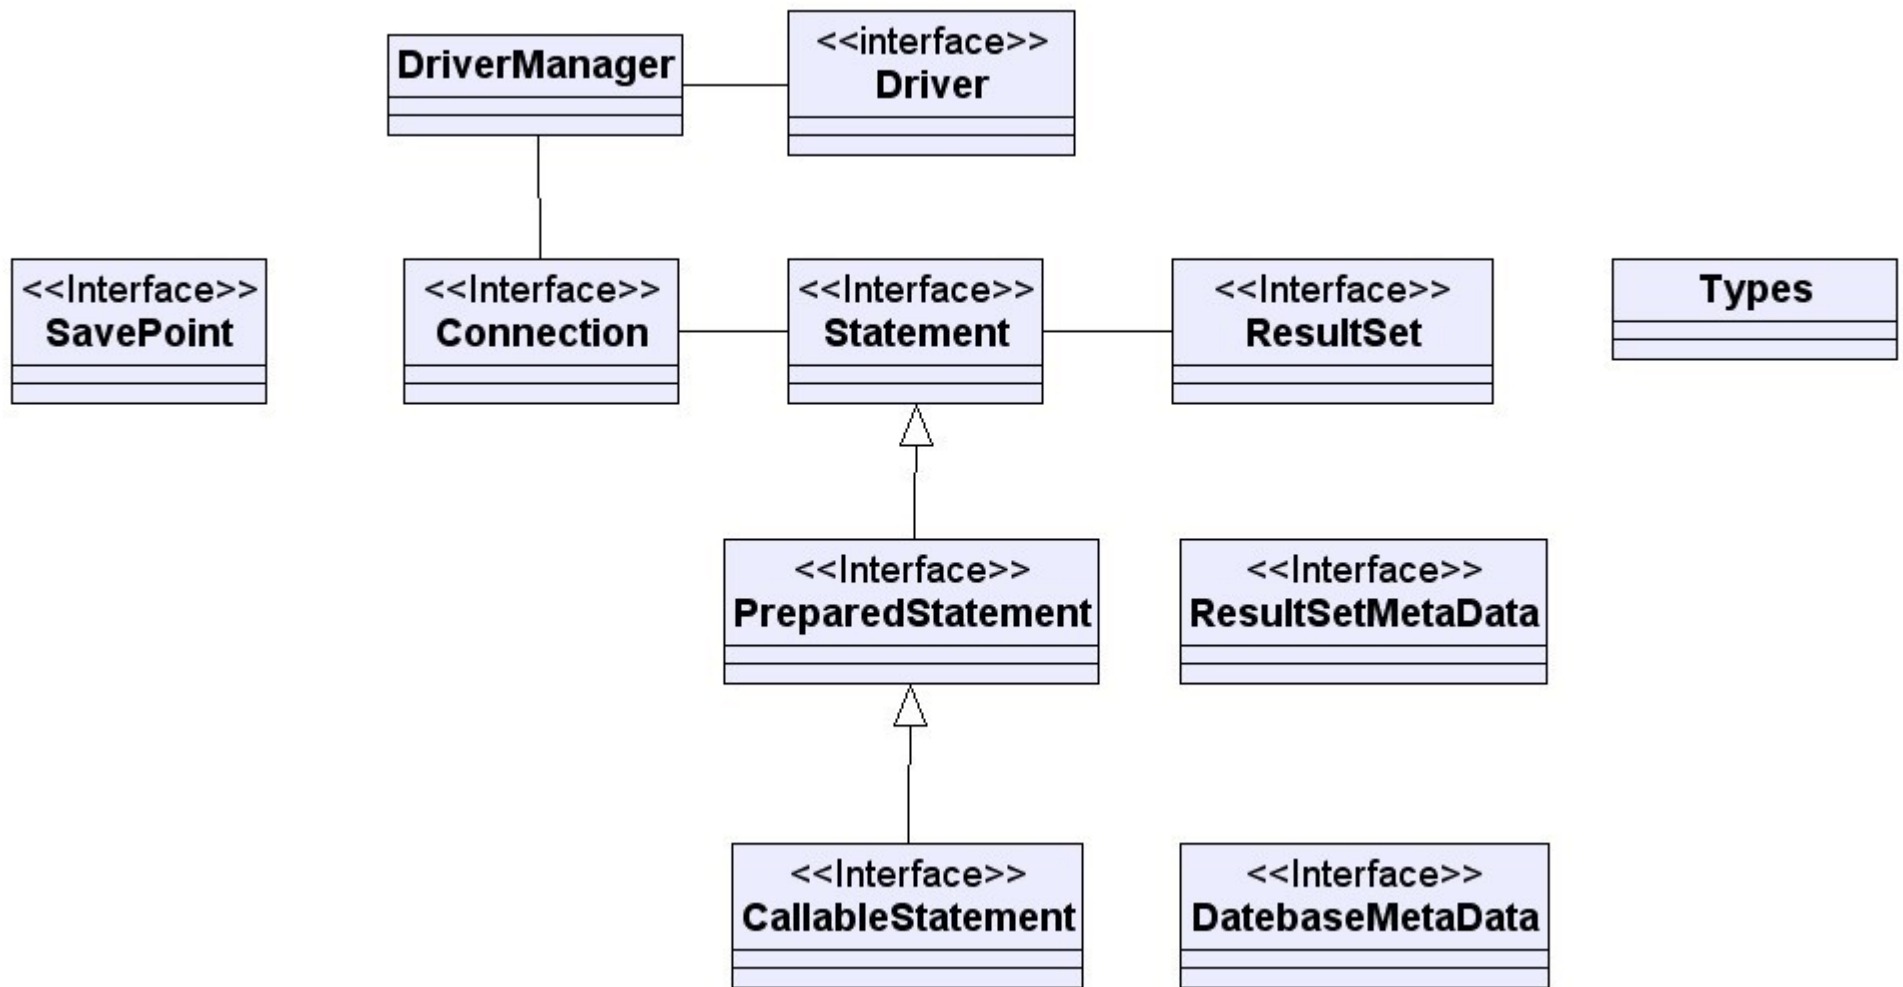 DriverManager
<<interface>>
Driver
<<Interface>>
SavePoint
<<Interface>>
Connection
<<Interface>>
Statement
<<Interface>>
ResultSet
Types
<<Interface>>
PreparedStatement
<<Interface>>
ResultSetMetaData
<<Interface>>
CallableStatement
<<Interface>>
DatebaseMetaData